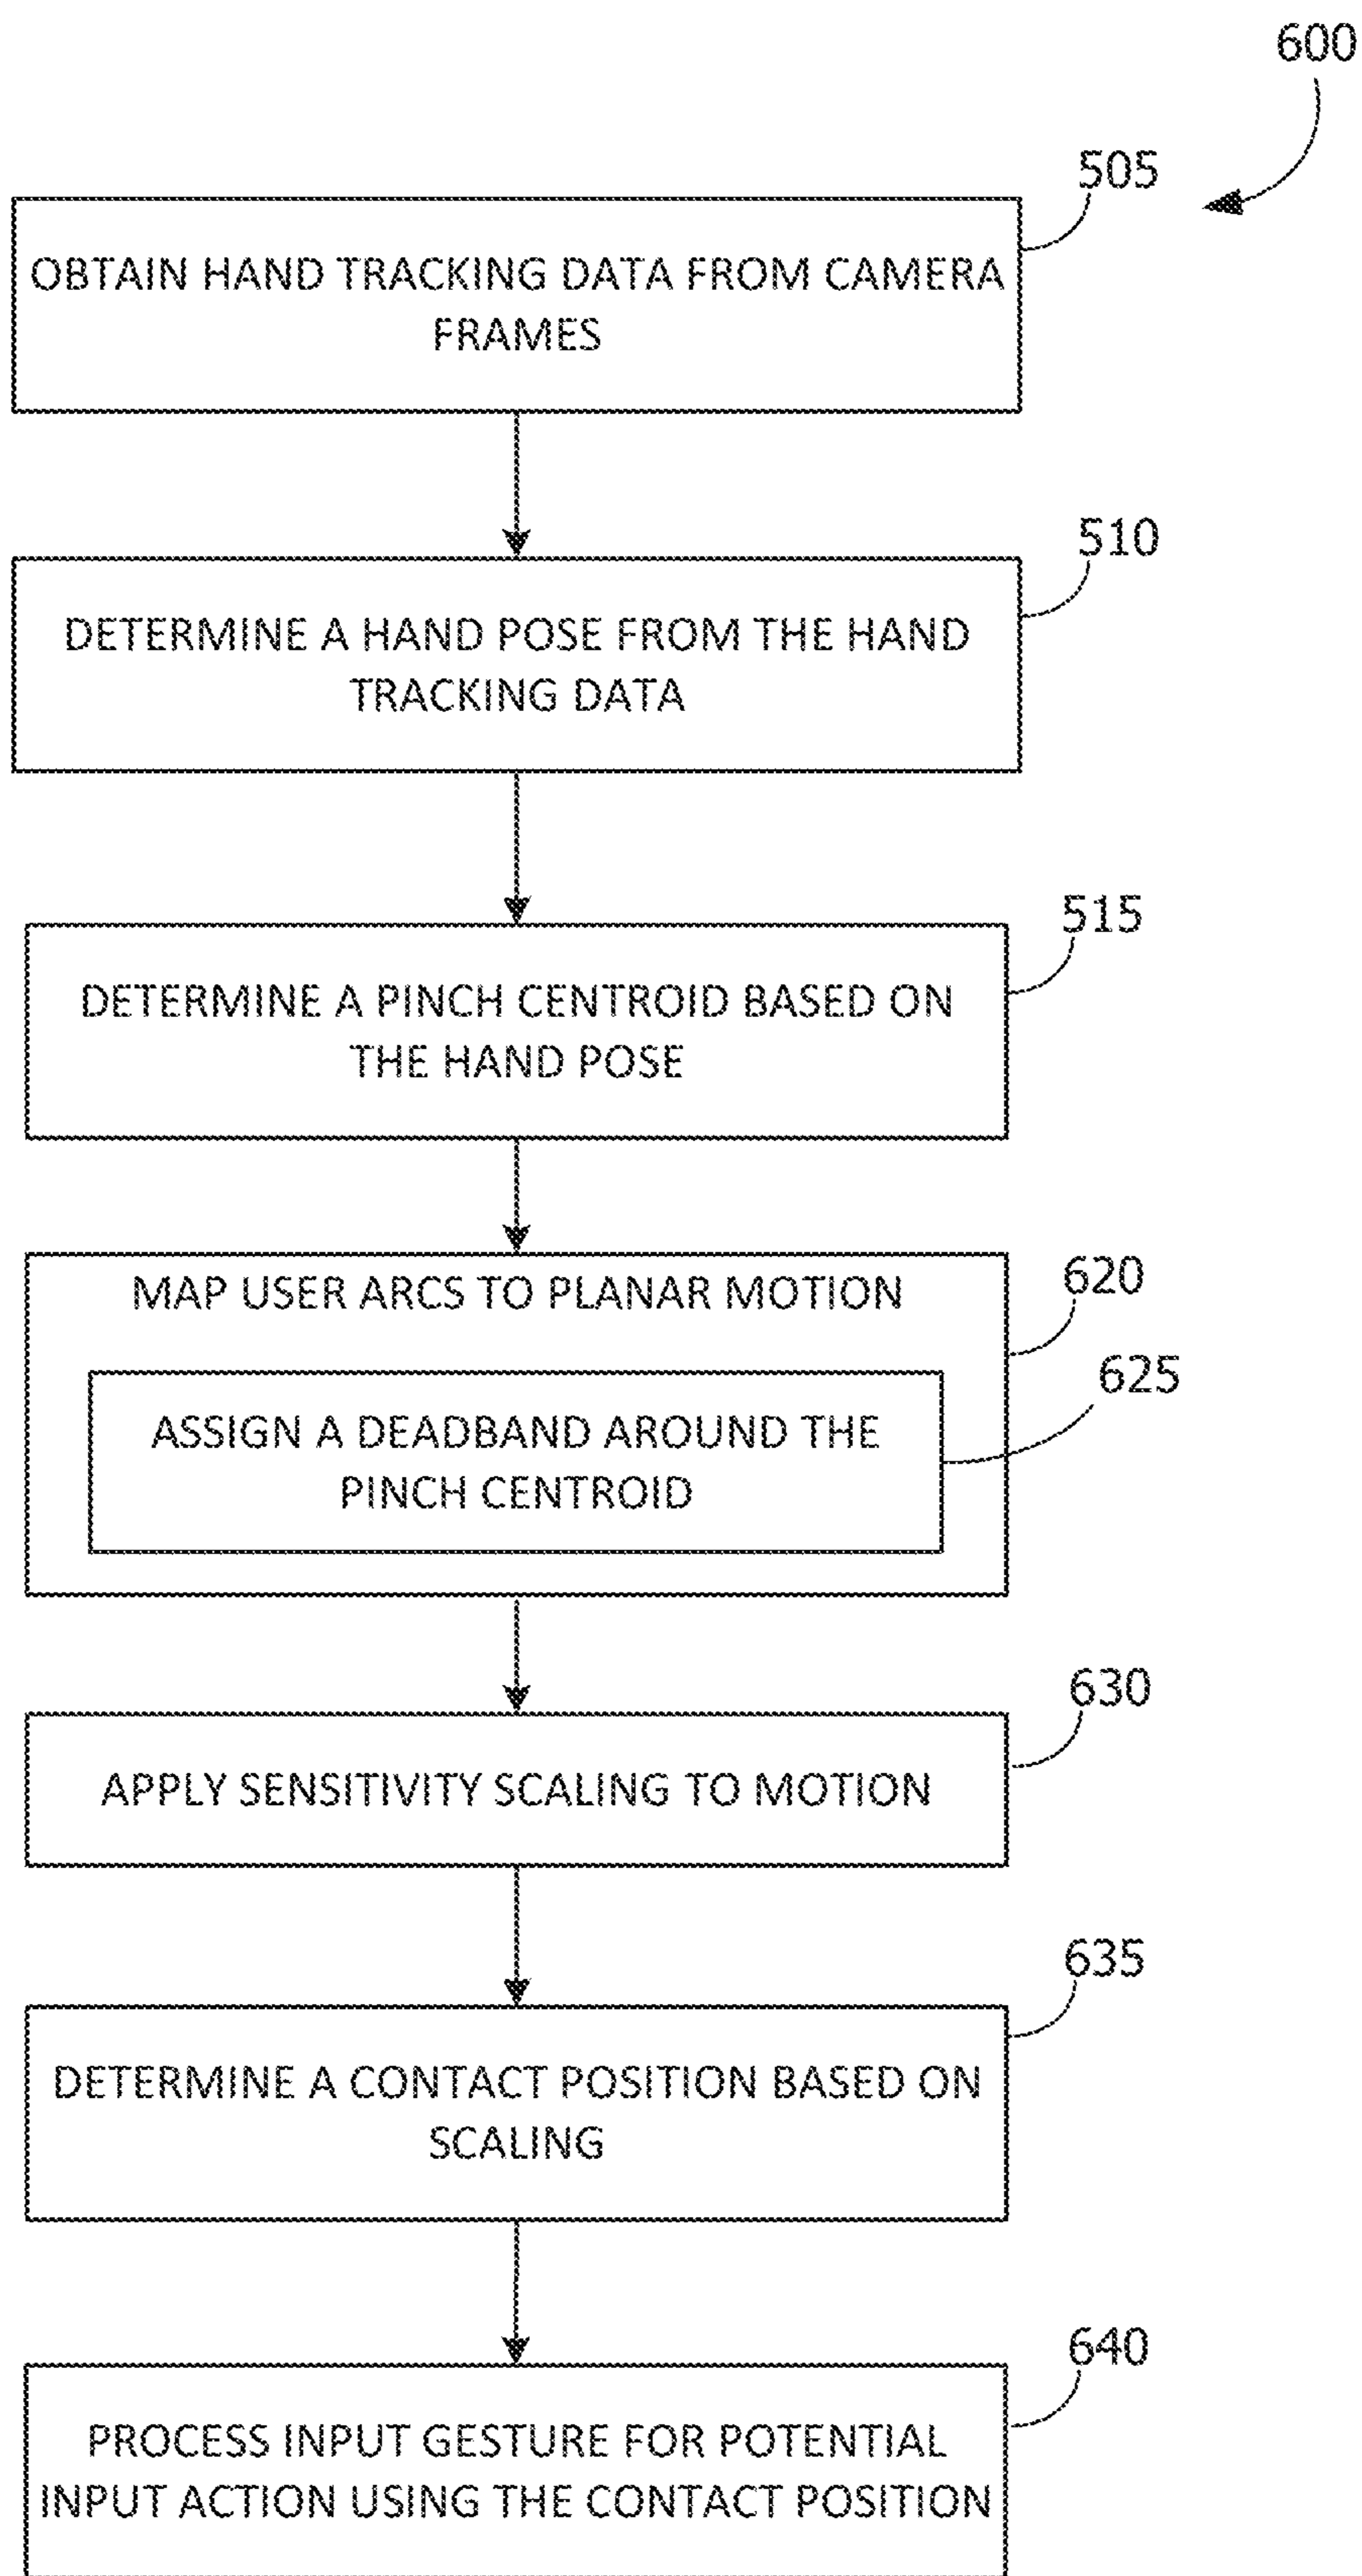 600
505
OBTAIN HAND TRACKING DATA FROM CAMERA
FRAMES
510
DETERMINE A HAND POSE FROM THE HAND
TRACKING DATA
515
DETERMINE A PINCH CENTROID BASED ON
THE HAND POSE
620
MAP USER ARCS TO PLANAR MOTION
625
ASSIGN A DEADBAND AROUND THE
PINCH CENTROID
630
APPLY SENSITIVITY SCALING TO MOTION
635
DETERMINE A CONTACT POSITION BASED ON
SCALING
640
PROCESS INPUT GESTURE FOR POTENTIAL
INPUT ACTION USING THE CONTACT POSITION